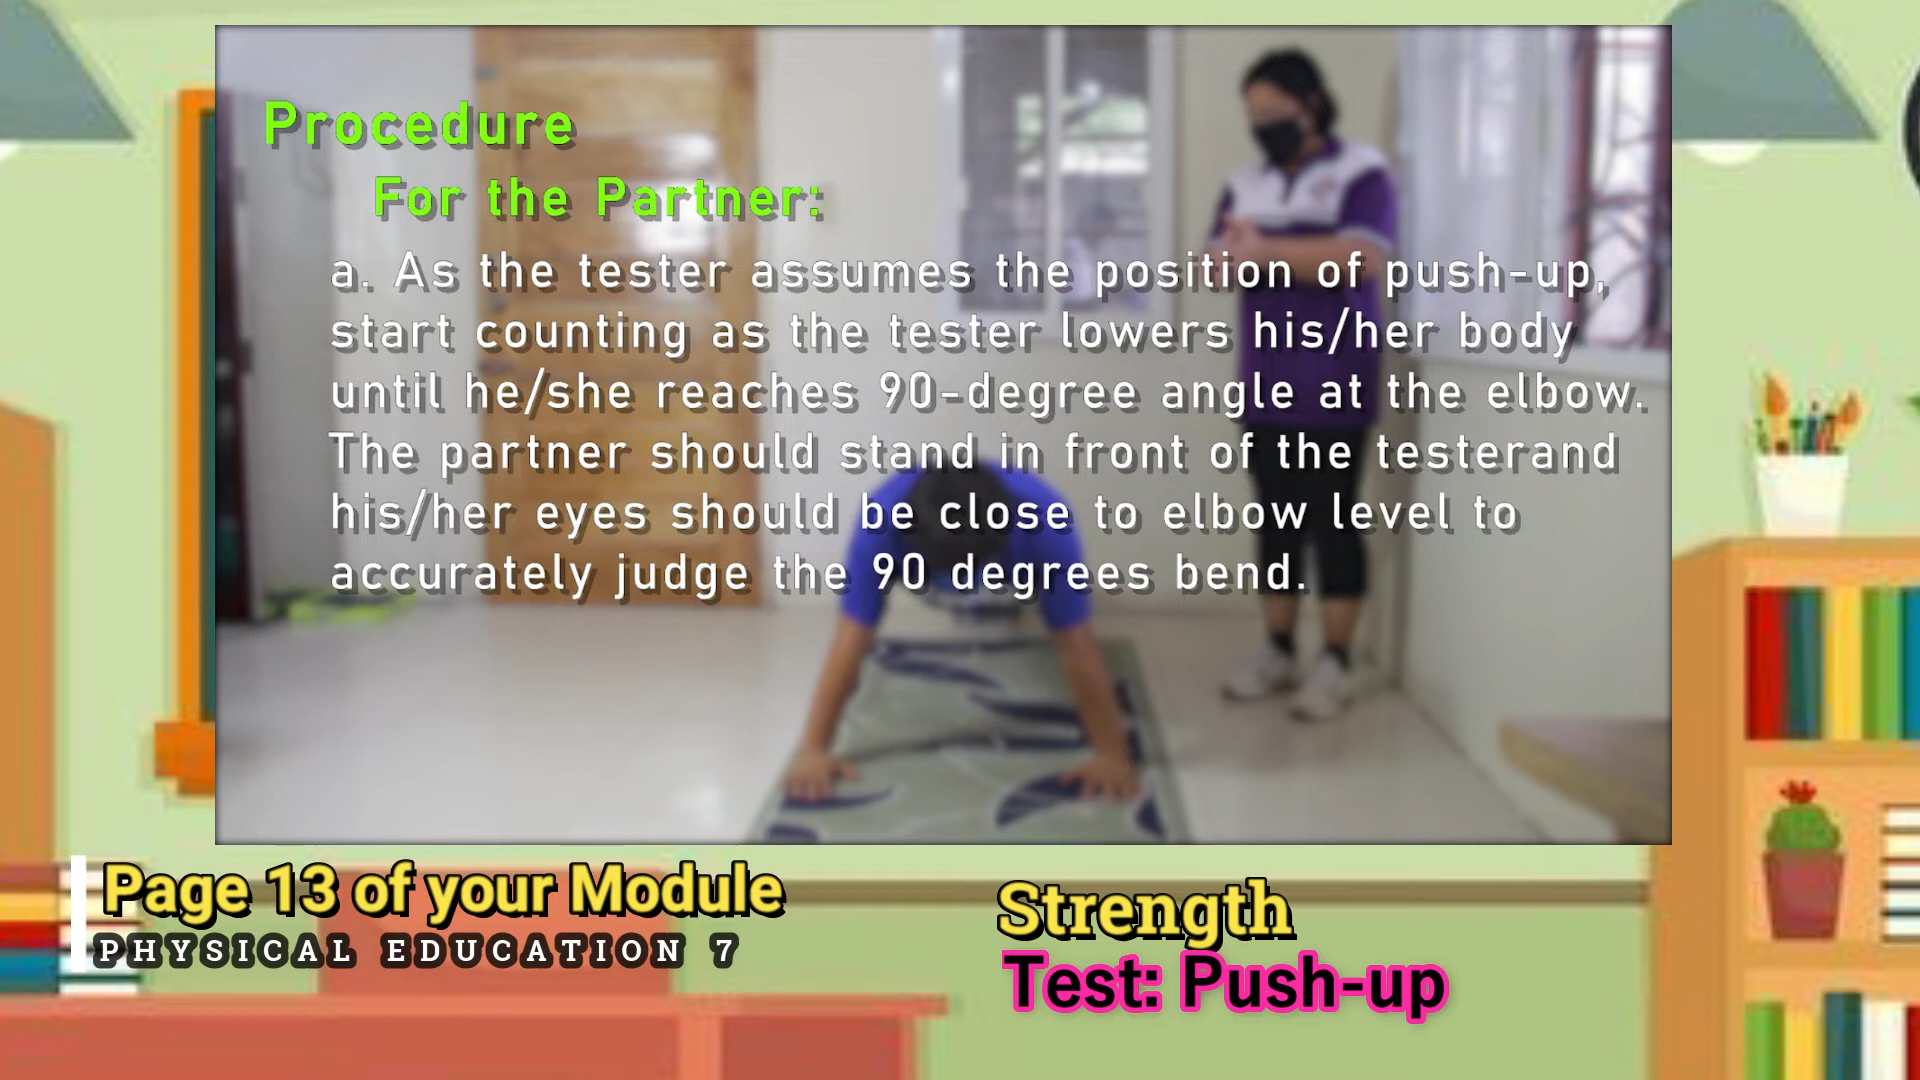 Procedure
For the Partner:
a. As the tester assumes the position of push-up,
start counting as the tester lowers his/her body
until he/she reaches 90-degree angle at the elbow.
The partner should stand in front of the testerand
his/her eyes should be close to elbow level to
accurately judge the 90 degrees bend.
Page 13 of your Module
PHYSICAL EDUCATION 7
Strength
Test: Push-up